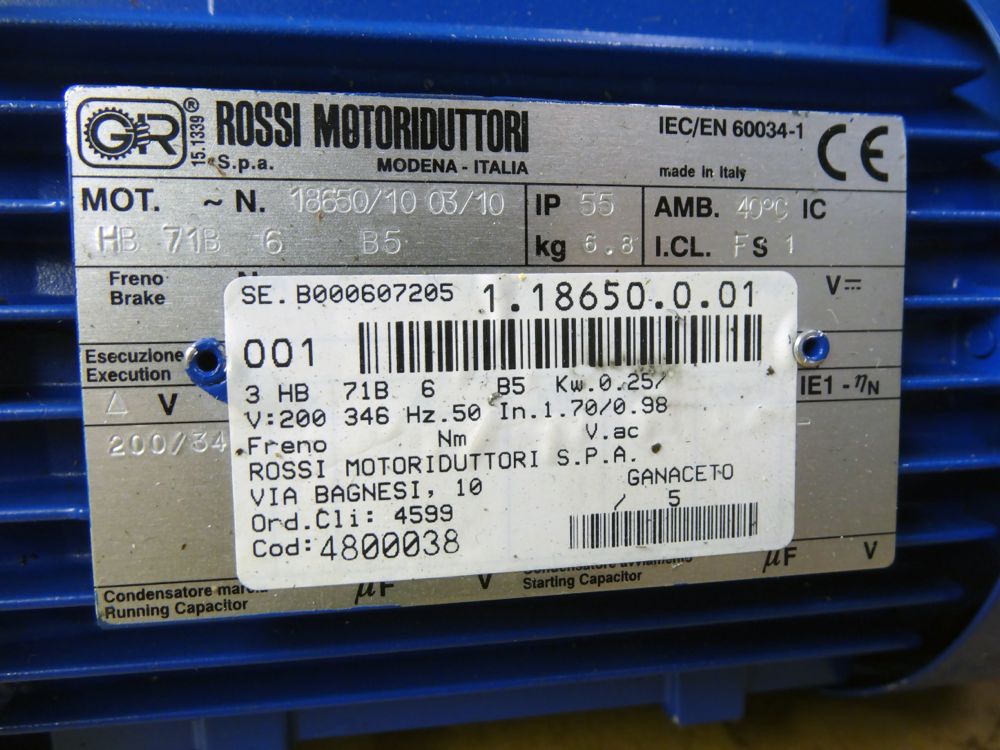 GR ® 15.1339 ROSSI MOTORIDUTTORI S.p.a. MODENA - ITALIA
IEC/EN 60034-1 CE
made in Italy
MOT. ~ N. 18650/10 03/10 IP 55 AMB. 40°C IC
HB 71B 6 B5 kg 6.8 I.CL. F S 1
Freno
Brake
V
SE. B000607205 1.18650.0.01
001
Esecuzione
Execution
IE1 - ηN
3 HB 71B 6 B5 Kw.0.25/
Δ V
V:200 346 Hz.50 In.1.70/0.98
200/34
Freno Nm V.ac
ROSSI MOTORIDUTTORI S.P.A.
VIA BAGNESI, 10 GANACETO
/ 5
Ord.Cli: 4599
Cod: 4800038
Condensatore
Running Capacitor
µF V
Condensatore avviamento
Starting Capacitor
µF V